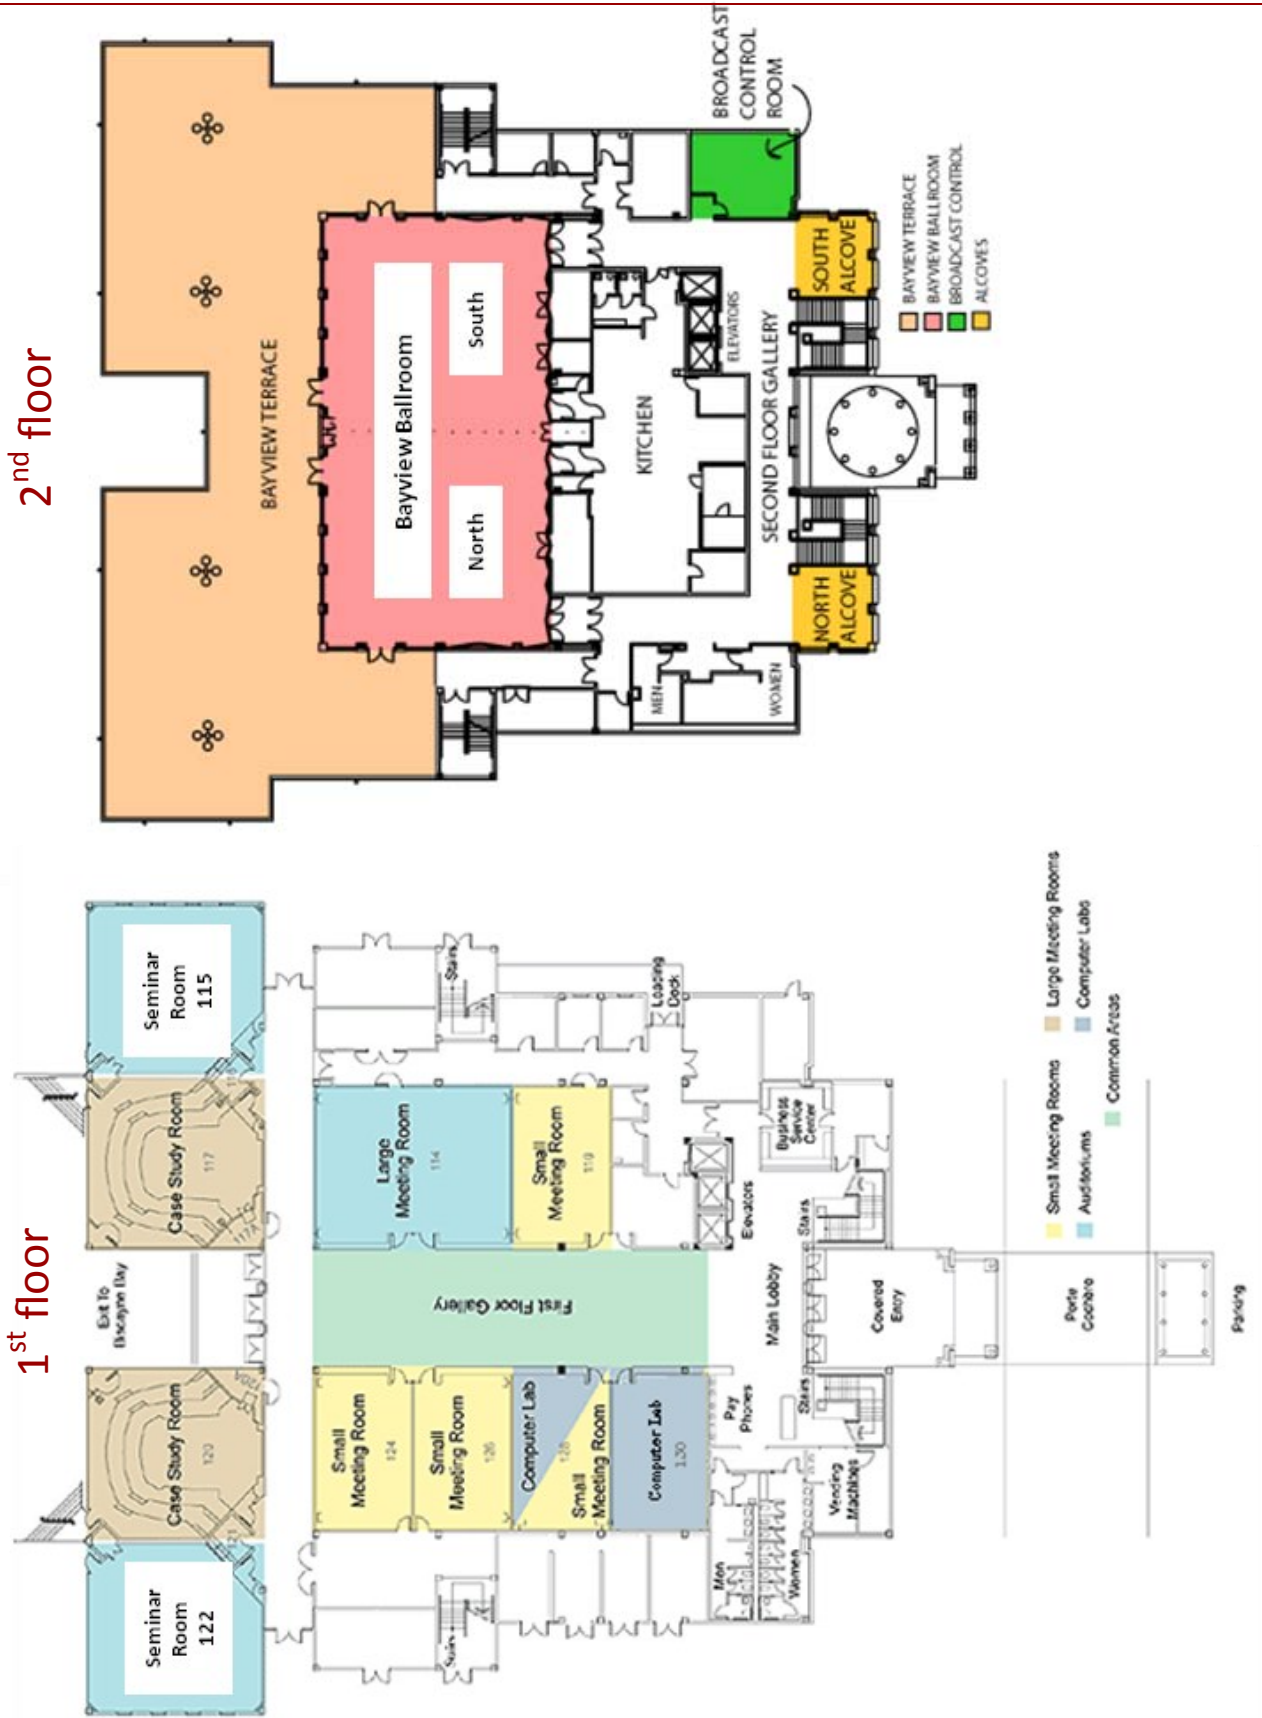 2nd floor
BAYVIEW TERRACE
Bayview Ballroom
North
South
KITCHEN
ELEVATORS
SECOND FLOOR GALLERY
MEN
WOMEN
NORTH
ALCOVE
SOUTH
ALCOVE
BROADCAST
CONTROL
ROOM
BAYVIEW TERRACE
BAYVIEW BALLROOM
BROADCAST CONTROL
ALCOVES
1st floor
Seminar
Room
122
Case Study Room
120
120A
121
Exit To
Biscayne Bay
Case Study Room
117
117A
116
Seminar
Room
115
Small
Meeting Room
124
Small
Meeting Room
126
Computer Lab
128
Small
Meeting Room
Computer Lab
130
First Floor Gallery
Large
Meeting Room
114
Small
Meeting Room
Stairs
Stairs
Loading
Dock
Men
Women
Pay
Phones
Vending
Machines
Stairs
Main Lobby
Elevators
Stairs
Business
Service
Center
Covered
Entry
Porte
Cochere
Parking
Small Meeting Rooms
Large Meeting Rooms
Auditoriums
Computer Labs
Common Areas